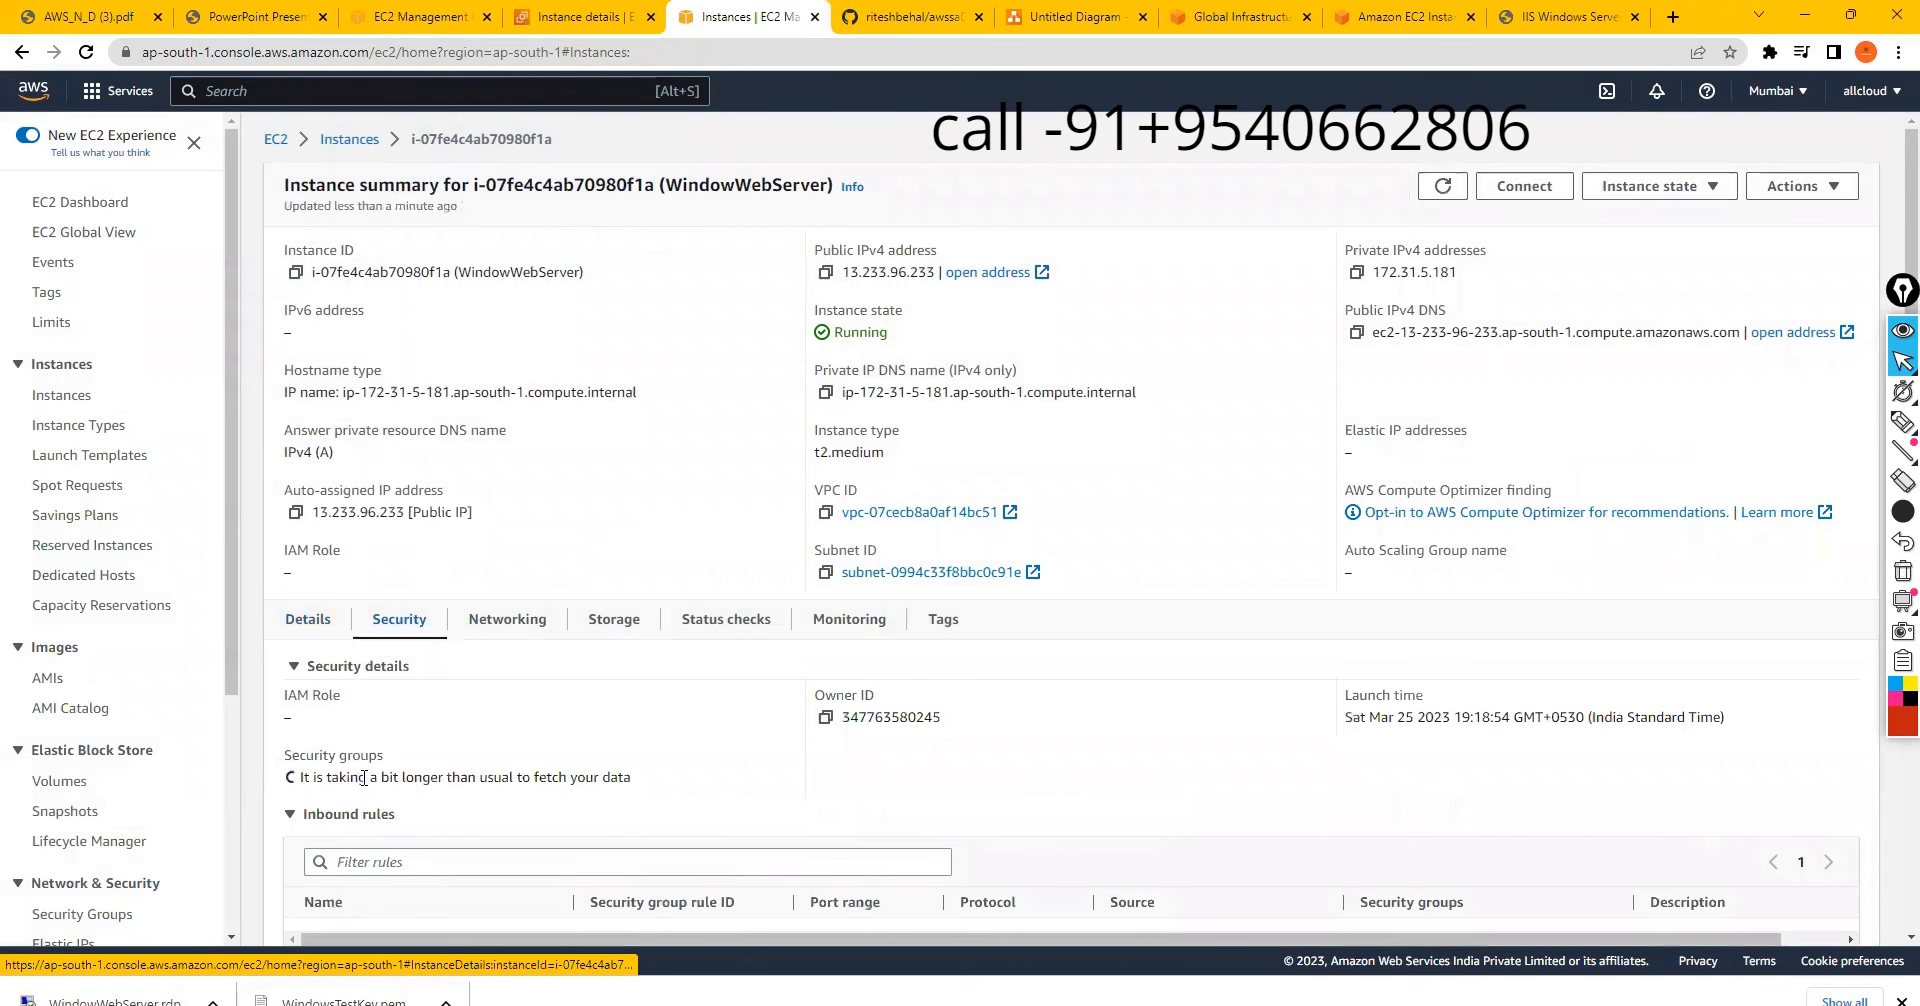 AWS_N_D (3).pdf
PowerPoint Presen
EC2 Management
Instance details | E
Instances | EC2 Ma
riteshbehal/awssa
Untitled Diagram -
Global Infrastructu
Amazon EC2 Insta
IIS Windows Serve
ap-south-1.console.aws.amazon.com/ec2/home?region=ap-south-1#Instances:
aws
Services
Search
[Alt+S]
Mumbai
allcloud
call -91+9540662806
New EC2 Experience
Tell us what you think
EC2 Dashboard
EC2 Global View
Events
Tags
Limits
Instances
Instances
Instance Types
Launch Templates
Spot Requests
Savings Plans
Reserved Instances
Dedicated Hosts
Capacity Reservations
Images
AMIs
AMI Catalog
Elastic Block Store
Volumes
Snapshots
Lifecycle Manager
Network & Security
Security Groups
Elastic IPs
EC2
Instances
i-07fe4c4ab70980f1a
Instance summary for i-07fe4c4ab70980f1a (WindowWebServer) Info
Updated less than a minute ago
Connect
Instance state
Actions
Instance ID
i-07fe4c4ab70980f1a (WindowWebServer)
Public IPv4 address
13.233.96.233 | open address
Private IPv4 addresses
172.31.5.181
IPv6 address
–
Instance state
Running
Public IPv4 DNS
ec2-13-233-96-233.ap-south-1.compute.amazonaws.com | open address
Hostname type
IP name: ip-172-31-5-181.ap-south-1.compute.internal
Private IP DNS name (IPv4 only)
ip-172-31-5-181.ap-south-1.compute.internal
Answer private resource DNS name
IPv4 (A)
Instance type
t2.medium
Elastic IP addresses
–
Auto-assigned IP address
13.233.96.233 [Public IP]
VPC ID
vpc-07cecb8a0af14bc51
AWS Compute Optimizer finding
Opt-in to AWS Compute Optimizer for recommendations. | Learn more
IAM Role
–
Subnet ID
subnet-0994c33f8bbc0c91e
Auto Scaling Group name
–
Details
Security
Networking
Storage
Status checks
Monitoring
Tags
Security details
IAM Role
–
Owner ID
347763580245
Launch time
Sat Mar 25 2023 19:18:54 GMT+0530 (India Standard Time)
Security groups
It is taking a bit longer than usual to fetch your data
Inbound rules
Filter rules
1
Name
Security group rule ID
Port range
Protocol
Source
Security groups
Description
https://ap-south-1.console.aws.amazon.com/ec2/home?region=ap-south-1#InstanceDetails:instanceId=i-07fe4c4ab7...
© 2023, Amazon Web Services India Private Limited or its affiliates.
Privacy
Terms
Cookie preferences
WindowWebServer.rdp
WindowsTestKey.pem
Show all